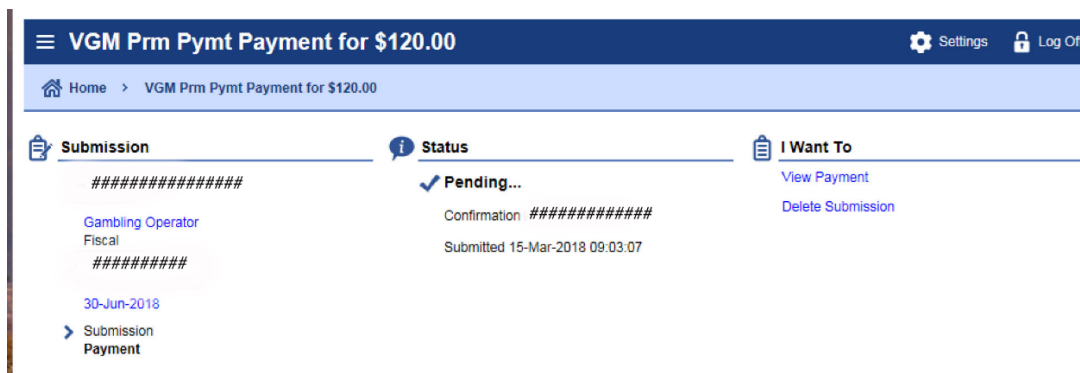 VGM Prm Pymt Payment for $120.00
Settings
Log Of
Home > VGM Prm Pymt Payment for $120.00
Submission
################
Gambling Operator
Fiscal
##########
30-Jun-2018
Submission
Payment
Status
Pending...
Confirmation #############
Submitted 15-Mar-2018 09:03:07
I Want To
View Payment
Delete Submission